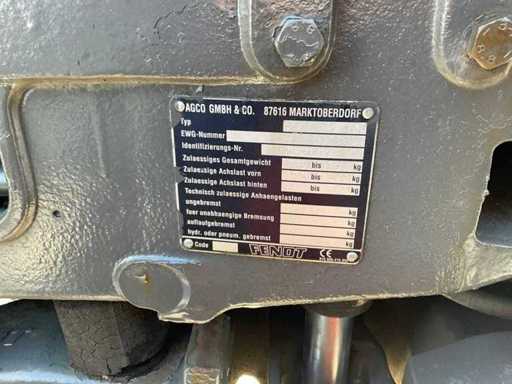 AGCO GMBH & CO. 87616 MARKTOBERDORF
Typ
EWG-Nummer
Identifizierungs-Nr.
Zulaessiges Gesamtgewicht bis kg
Zulaessige Achslast vorn bis kg
Zulaessige Achslast hinten bis kg
Technisch zulaessige Anhaengelasten
ungebremst kg
fuer unabhaengige Bremsung kg
auflaufgebremst kg
hydr. oder pneum. gebremst kg
Code FENDT CE